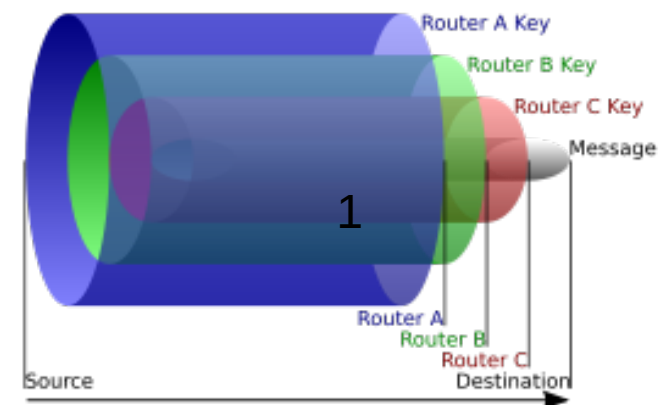 Router A Key
Router B Key
Router C Key
Message
1
Router A
Router B
Router C
Source
Destination